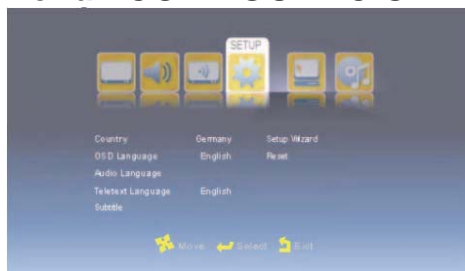 SETUP
Country Germany Setup Wizard
OSD Language English Reset
Audio Language
Teletext Language English
Subtitle
Move Select Exit